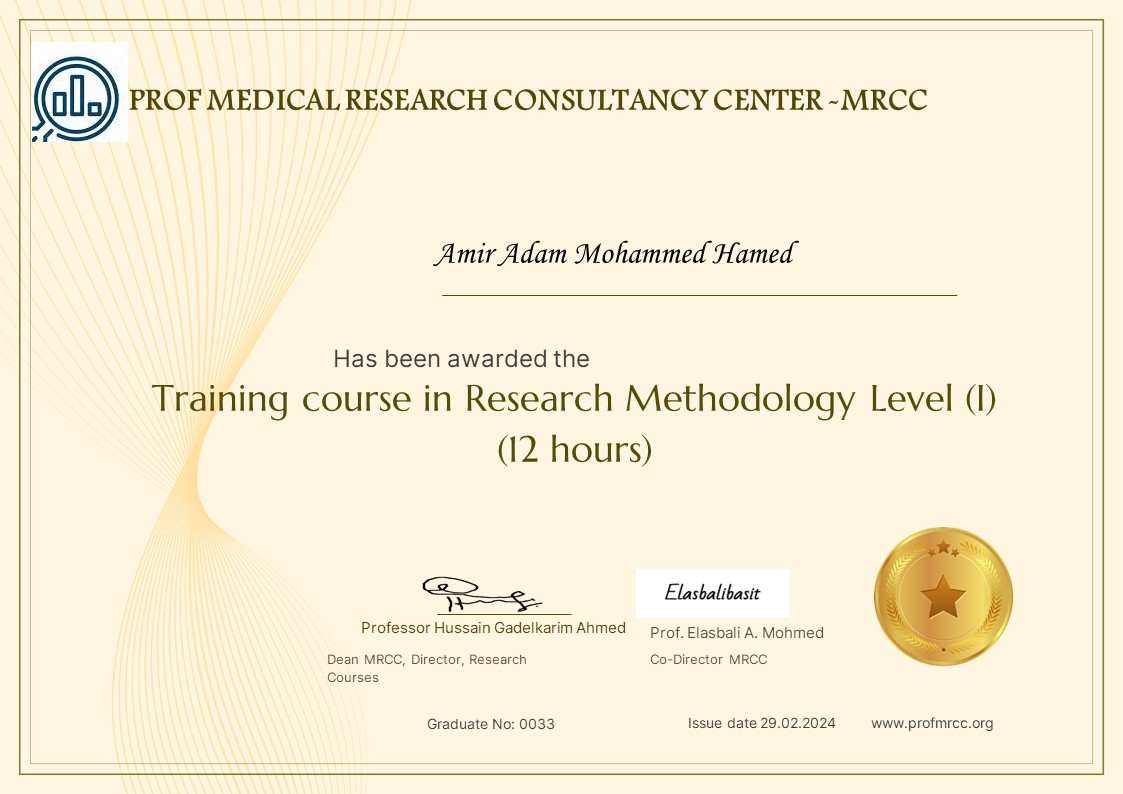 PROF MEDICAL RESEARCH CONSULTANCY CENTER ~MRCC
Amir Adam Mohammed Hamed
Has been awarded the
Training course in Research Methodology Level (I)
(12 hours)
Elasbalibasit
Professor Hussain Gadelkarim Ahmed
Prof. Elasbali A. Mohmed
Dean MRCC, Director, Research
Courses
Co-Director MRCC
Graduate No: 0033
Issue date 29.02.2024
www.profmrcc.org